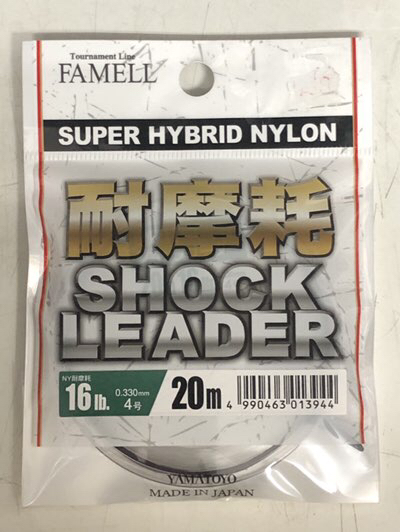 Tournament Line
FAMELL
SUPER HYBRID NYLON
耐摩耗
SHOCK
LEADER
NY耐摩耗
16lb.
0.330mm
4号
20m
4 990463 013944
YAMATOYO
MADE IN JAPAN